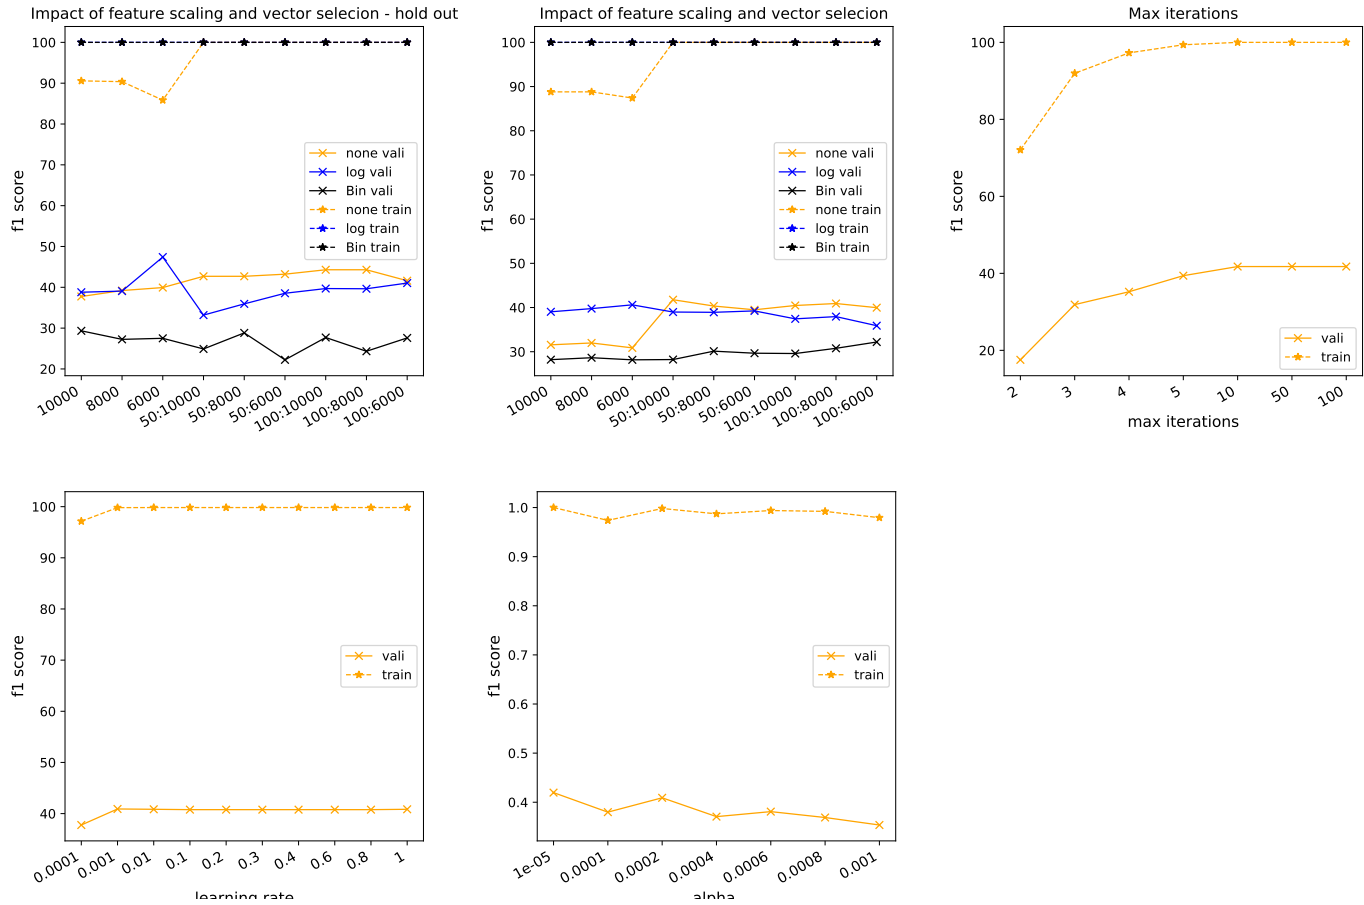 Impact of feature scaling and vector selecion - hold out
f1 score
100
90
80
70
60
50
40
30
20
none vali
log vali
Bin vali
none train
log train
Bin train
10000
8000
6000
50:10000
50:8000
50:6000
100:10000
100:8000
100:6000
Impact of feature scaling and vector selecion
f1 score
100
90
80
70
60
50
40
30
none vali
log vali
Bin vali
none train
log train
Bin train
10000
8000
6000
50:10000
50:8000
50:6000
100:10000
100:8000
100:6000
Max iterations
f1 score
100
80
60
40
20
vali
train
2
3
4
5
10
50
100
max iterations
f1 score
100
90
80
70
60
50
40
vali
train
0.0001
0.001
0.01
0.1
0.2
0.3
0.4
0.6
0.8
1
learning rate
f1 score
1.0
0.9
0.8
0.7
0.6
0.5
0.4
vali
train
1e-05
0.0001
0.0002
0.0004
0.0006
0.0008
0.001
alpha